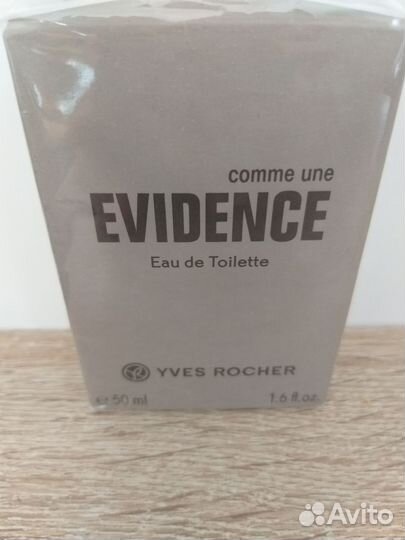 comme une
EVIDENCE
Eau de Toilette
YVES ROCHER
e 50 ml 1.6 fl.oz.
Avito